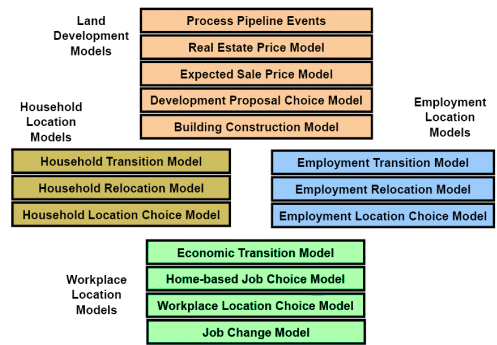 Land
Development
Models
Process Pipeline Events
Real Estate Price Model
Expected Sale Price Model
Development Proposal Choice Model
Building Construction Model
Household
Location
Models
Household Transition Model
Household Relocation Model
Household Location Choice Model
Employment
Location
Models
Employment Transition Model
Employment Relocation Model
Employment Location Choice Model
Workplace
Location
Models
Economic Transition Model
Home-based Job Choice Model
Workplace Location Choice Model
Job Change Model